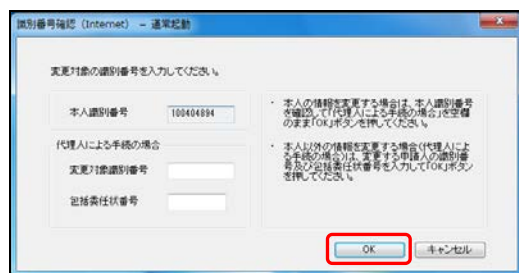 識別番号確認 (Internet) － 通常起動
変更対象の識別番号を入力してください。
本人識別番号
100404894
・ 本人の情報を変更する場合は、本人識別番号
を確認して「代理人による手続の場合」を空欄
のまま「OK」ボタンを押してください。
代理人による手続の場合
・ 本人以外の情報を変更する場合(代理人によ
る手続の場合)は、変更する申請人の識別番
号及び包括委任状番号を入力して「OK」ボタン
を押してください。
変更対象識別番号
包括委任状番号
OK
キャンセル